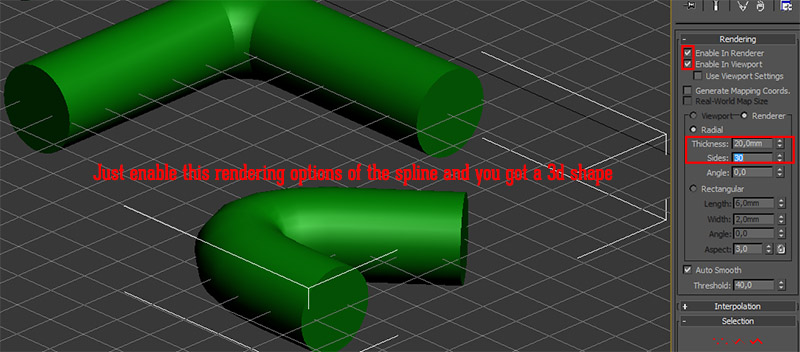 Rendering
Enable In Renderer
Enable In Viewport
Use Viewport Settings
Generate Mapping Coords.
Real-World Map Size
Viewport Renderer
Radial
Thickness: 20,0mm
Sides: 30
Angle: 0,0
Just enable this rendering options of the spline and you get a 3d shape
Rectangular
Length: 6,0mm
Width: 2,0mm
Angle: 0,0
Aspect: 3,0
Auto Smooth
Threshold: 40,0
+ Interpolation
- Selection